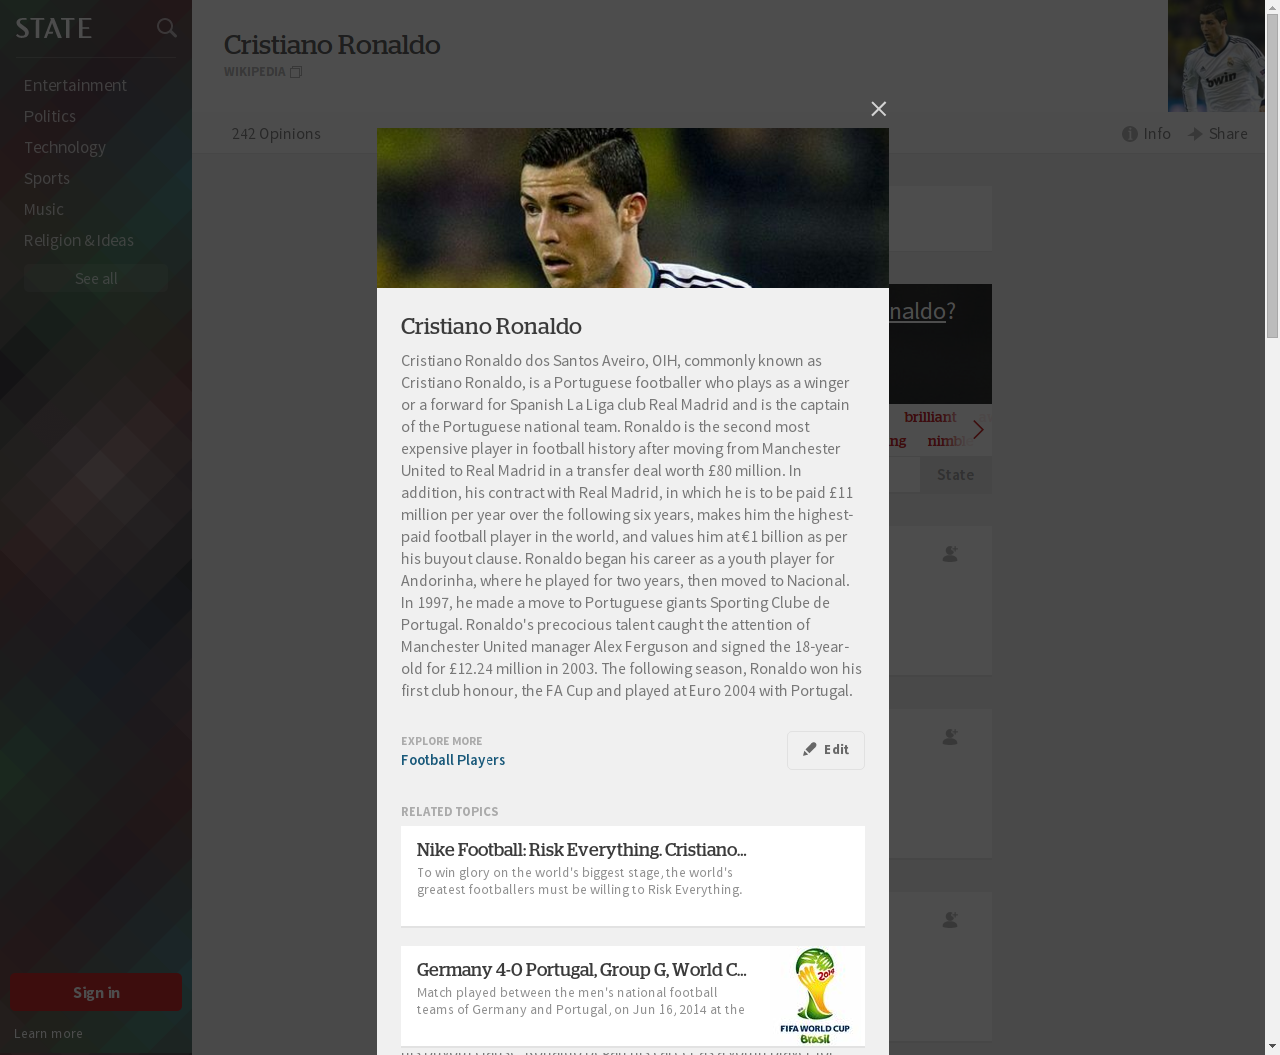 STATE
Entertainment
Politics
Technology
Sports
Music
Religion & Ideas
See all
Sign in
Learn more
Cristiano Ronaldo
WIKIPEDIA
242 Opinions
Info
Share
bwin
naldo?
brilliant
ng
nimble
State
Cristiano Ronaldo
Cristiano Ronaldo dos Santos Aveiro, OIH, commonly known as
Cristiano Ronaldo, is a Portuguese footballer who plays as a winger
or a forward for Spanish La Liga club Real Madrid and is the captain
of the Portuguese national team. Ronaldo is the second most
expensive player in football history after moving from Manchester
United to Real Madrid in a transfer deal worth £80 million. In
addition, his contract with Real Madrid, in which he is to be paid £11
million per year over the following six years, makes him the highest-
paid football player in the world, and values him at €1 billion as per
his buyout clause. Ronaldo began his career as a youth player for
Andorinha, where he played for two years, then moved to Nacional.
In 1997, he made a move to Portuguese giants Sporting Clube de
Portugal. Ronaldo's precocious talent caught the attention of
Manchester United manager Alex Ferguson and signed the 18-year-
old for £12.24 million in 2003. The following season, Ronaldo won his
first club honour, the FA Cup and played at Euro 2004 with Portugal.
EXPLORE MORE
Football Players
Edit
RELATED TOPICS
Nike Football: Risk Everything. Cristiano...
To win glory on the world's biggest stage, the world's
greatest footballers must be willing to Risk Everything.
Germany 4-0 Portugal, Group G, World C...
Match played between the men's national football
teams of Germany and Portugal, on Jun 16, 2014 at the
2014
FIFA WORLD CUP
Brasil